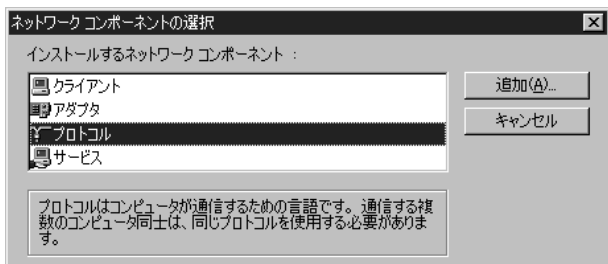 ネットワーク コンポーネントの選択
インストールするネットワーク コンポーネント :
クライアント
アダプタ
プロトコル
サービス
追加(A)...
キャンセル
プロトコルはコンピュータが通信するための言語です。通信する複
数のコンピュータ同士は、同じプロトコルを使用する必要がありま
す。